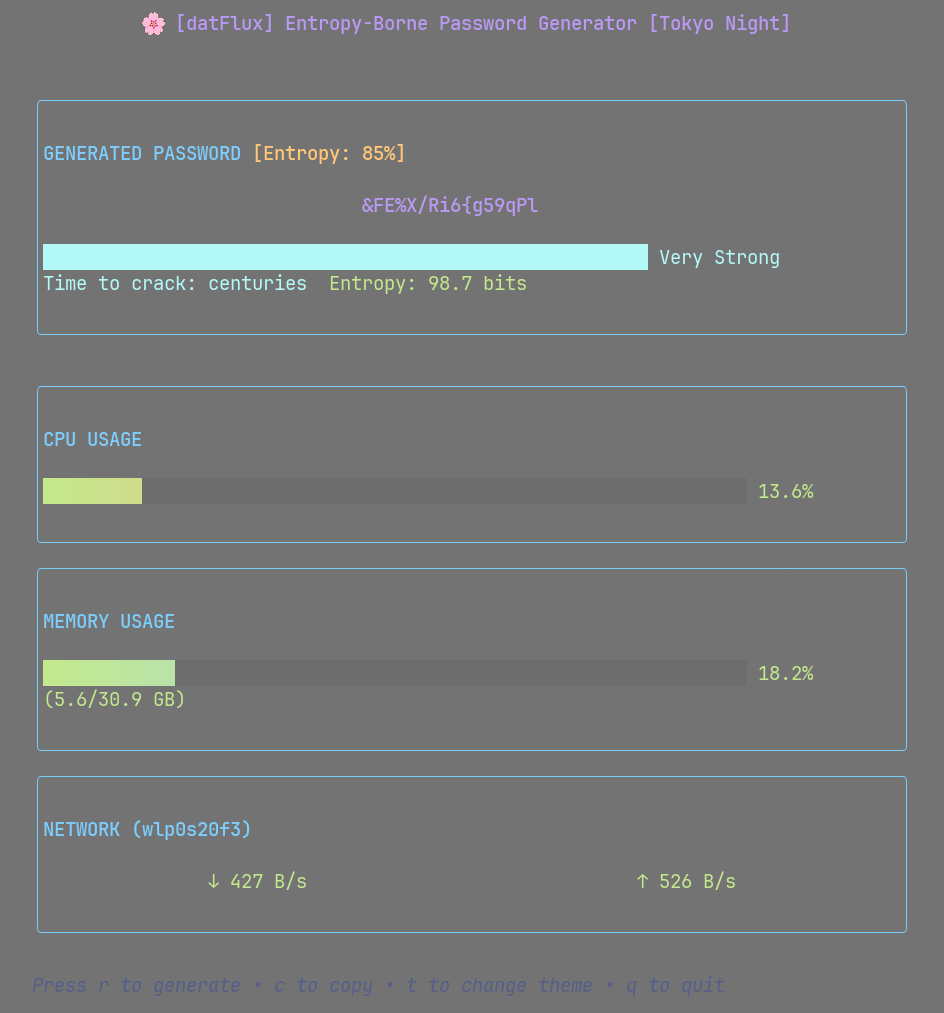 🌸 [datFlux] Entropy-Borne Password Generator [Tokyo Night]
GENERATED PASSWORD [Entropy: 85%]
&FE%X/Ri6{g59qPl
Very Strong
Time to crack: centuries  Entropy: 98.7 bits
CPU USAGE
13.6%
MEMORY USAGE
18.2%
(5.6/30.9 GB)
NETWORK (wlp0s20f3)
↓ 427 B/s ↑ 526 B/s
Press r to generate • c to copy • t to change theme • q to quit